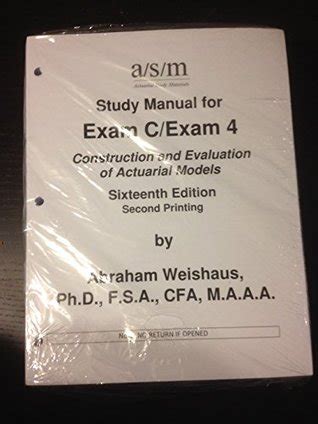 a/s/m
Actuarial Study Materials
Study Manual for
Exam C/Exam 4
Construction and Evaluation
of Actuarial Models
Sixteenth Edition
Second Printing
by
Abraham Weishaus,
Ph.D., F.S.A., CFA, M.A.A.A.
NO RETURN IF OPENED